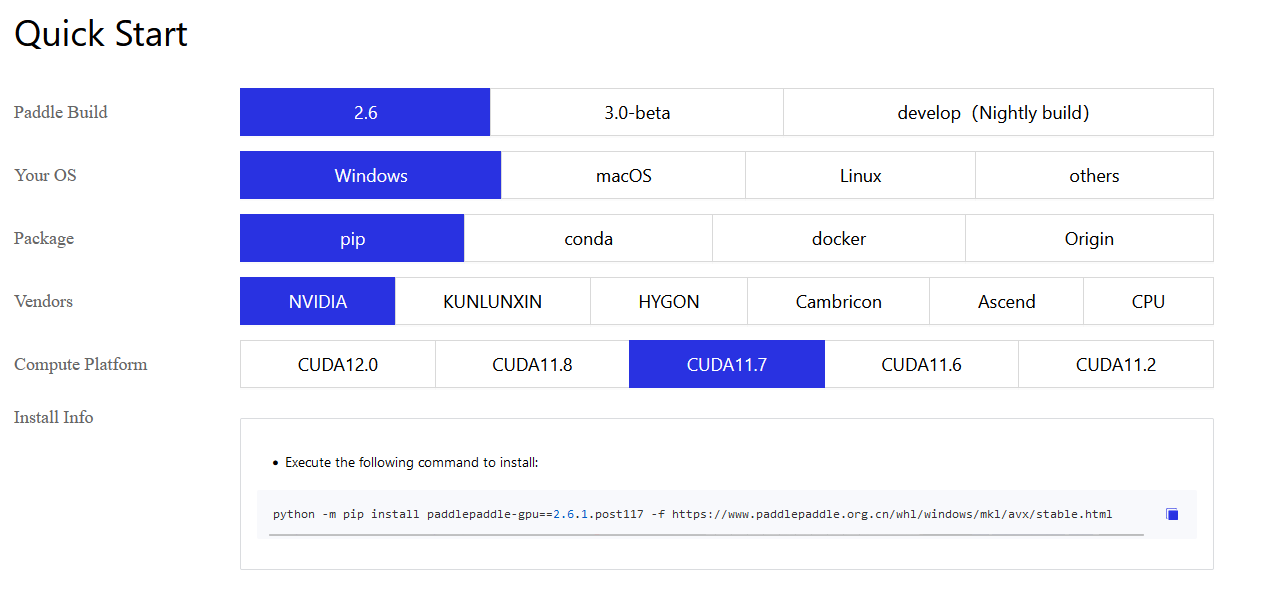 Quick Start
Paddle Build 2.6 3.0-beta develop（Nightly build）
Your OS Windows macOS Linux others
Package pip conda docker Origin
Vendors NVIDIA KUNLUNXIN HYGON Cambricon Ascend CPU
Compute Platform CUDA12.0 CUDA11.8 CUDA11.7 CUDA11.6 CUDA11.2
Install Info
• Execute the following command to install:
python -m pip install paddlepaddle-gpu==2.6.1.post117 -f https://www.paddlepaddle.org.cn/whl/windows/mkl/avx/stable.html